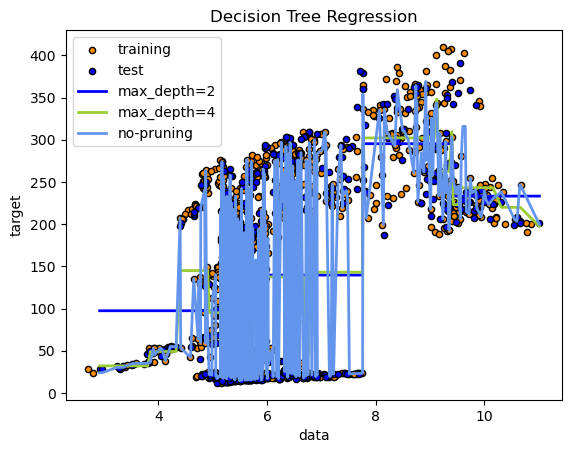 Decision Tree Regression
training
test
max_depth=2
max_depth=4
no-pruning
target
400
350
300
250
200
150
100
50
0
4 6 8 10
data